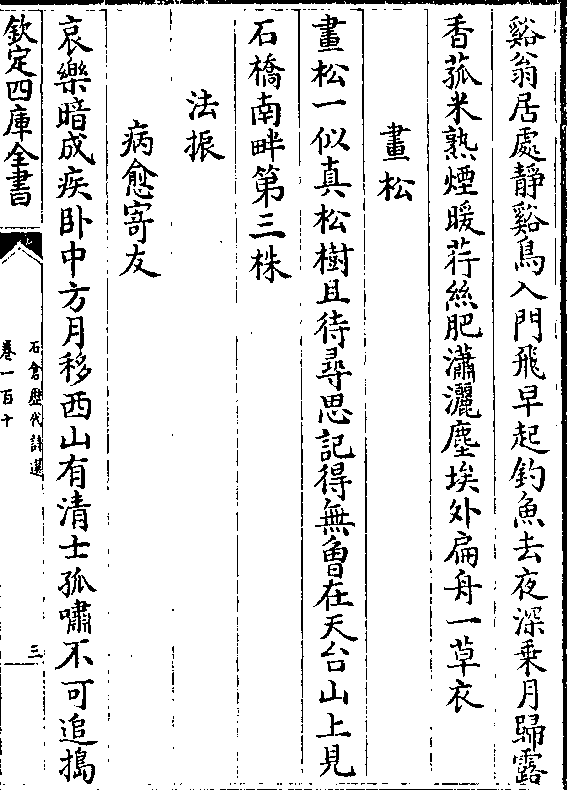 谿翁居處靜谿鳥入門飛早起釣魚去夜深乗月歸露
香菰米熟煙暖荇絲肥瀟灑塵埃外扁舟一草衣
畫松
畫松一似真松樹且待尋思記得無曽在天台山上見
石橋南畔第三株
法振
病愈寄友
哀樂暗成疾卧中方月移西山有清士孤嘯不可追搗
欽定四庫全書
石倉歷代詩選
卷一百十
三